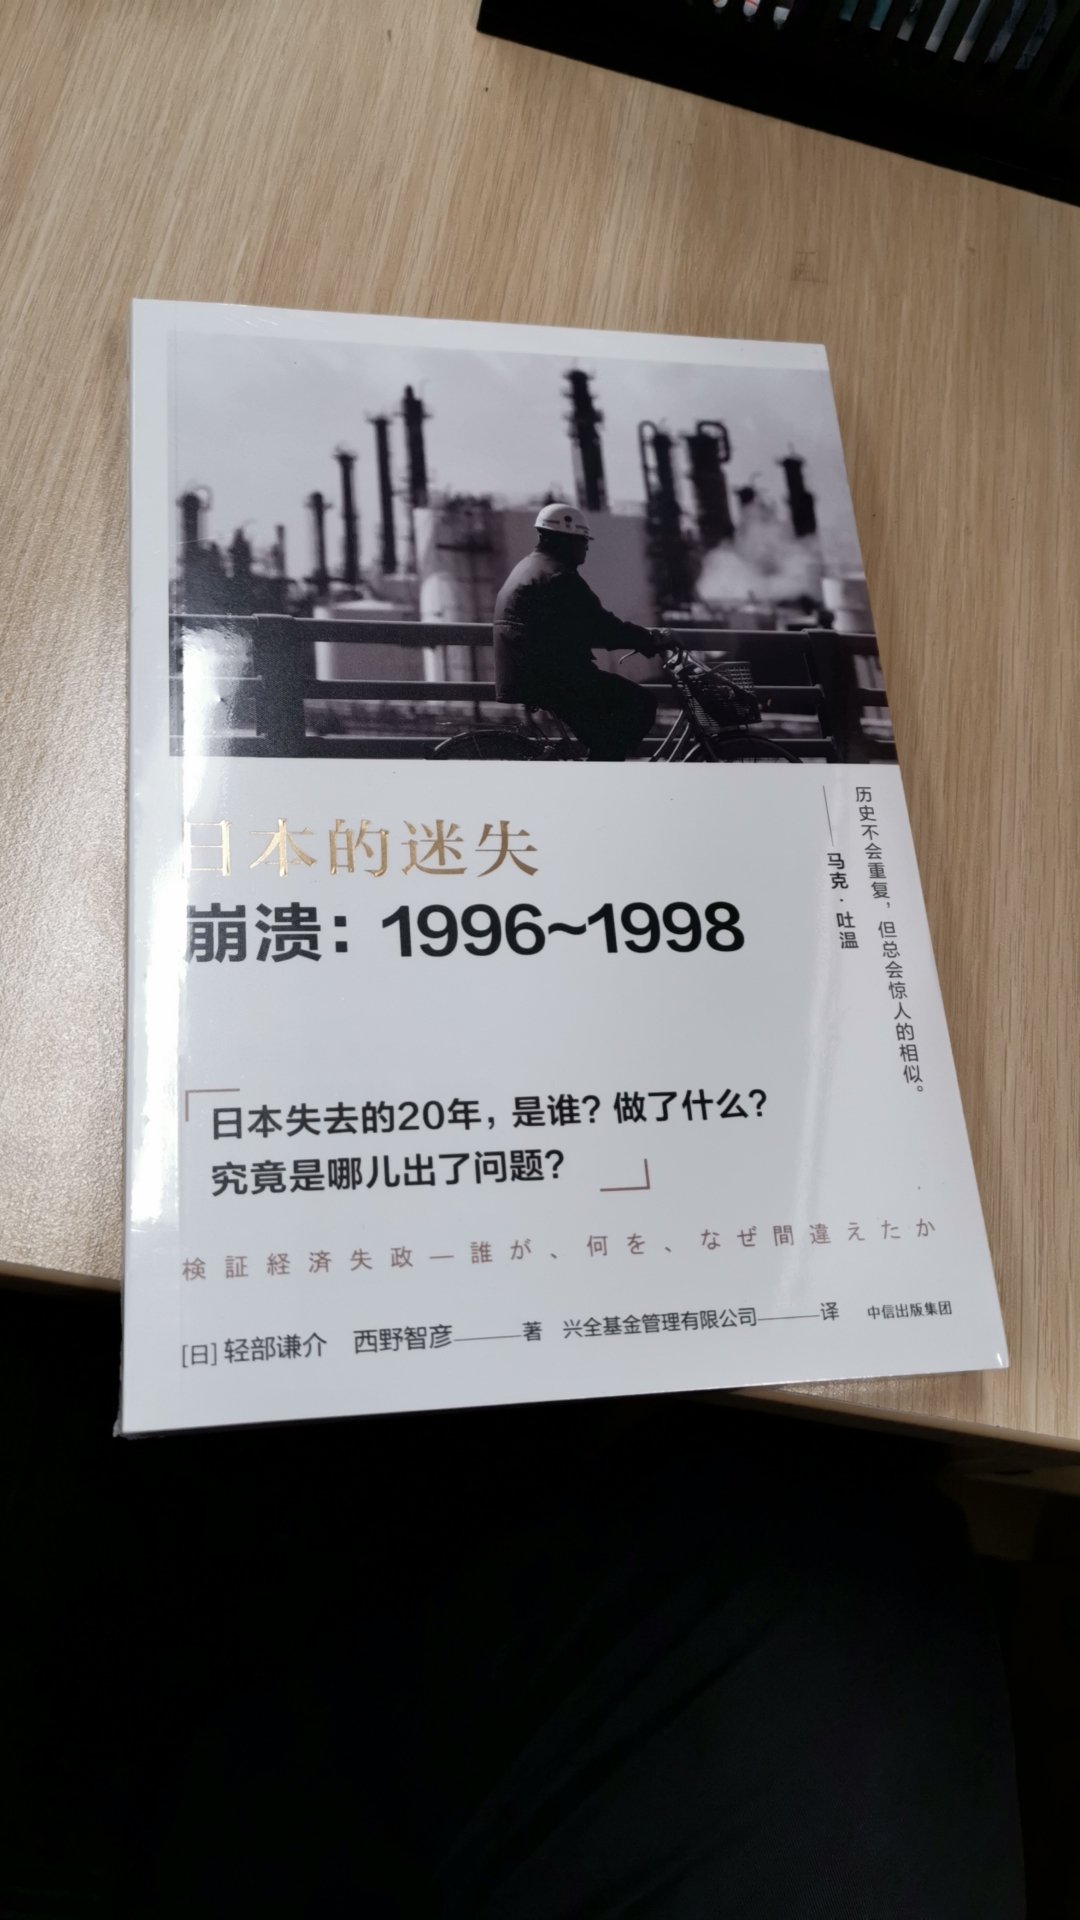 日本的迷失
崩溃：1996~1998
历史不会重复，但总会惊人的相似。
——马克·吐温
「日本失去的20年，是谁？做了什么？
究竟是哪儿出了问题？」
検証経済失政―誰が、何を、なぜ間違えたか
[日]轻部谦介 西野智彦——著 兴全基金管理有限公司——译 中信出版集团